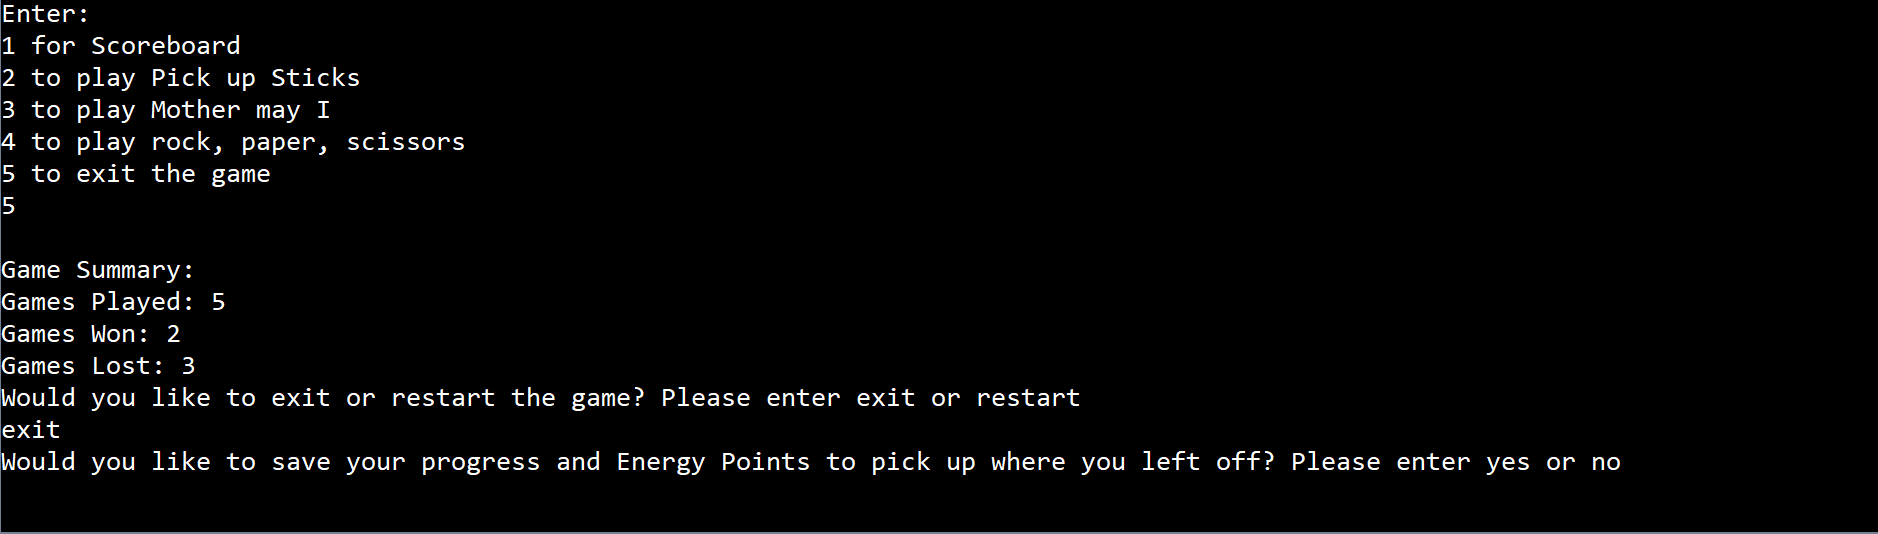 Enter:
1 for Scoreboard
2 to play Pick up Sticks
3 to play Mother may I
4 to play rock, paper, scissors
5 to exit the game
5
Game Summary:
Games Played: 5
Games Won: 2
Games Lost: 3
Would you like to exit or restart the game? Please enter exit or restart
exit
Would you like to save your progress and Energy Points to pick up where you left off? Please enter yes or no